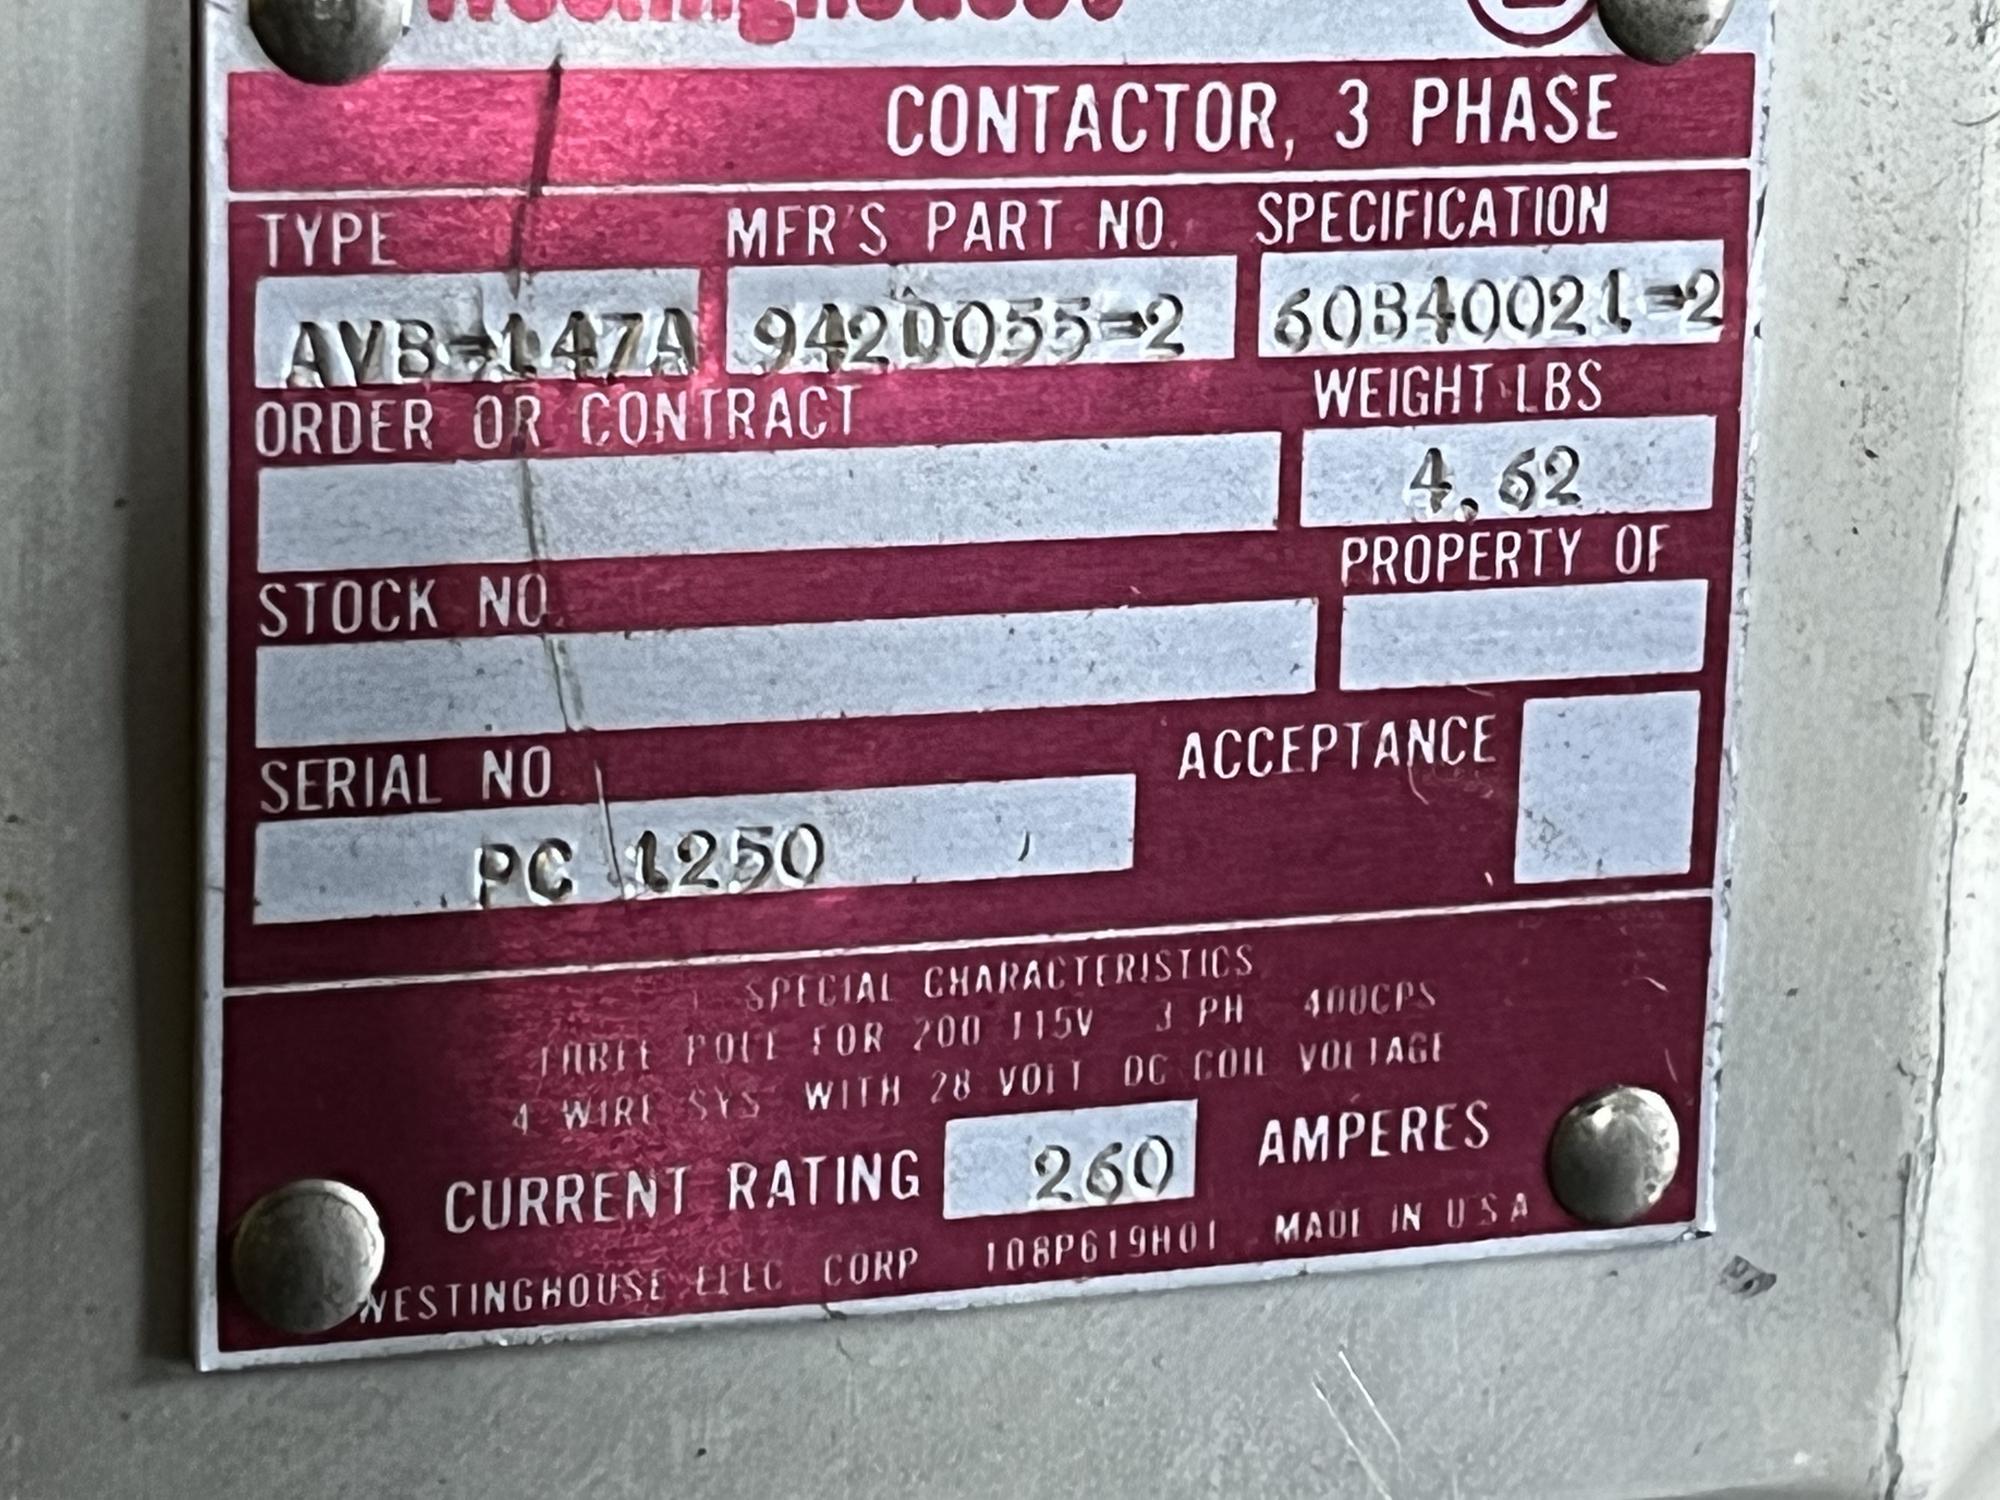 Westinghouse
CONTACTOR, 3 PHASE
TYPE MFR'S PART NO. SPECIFICATION
AVB=147A 942D055=2 60B40021=2
ORDER OR CONTRACT WEIGHT LBS
4.62
STOCK NO. PROPERTY OF
SERIAL NO ACCEPTANCE
PC 1250
SPECIAL CHARACTERISTICS
THREE POLE FOR 200 115V 3 PH 400CPS
4 WIRE SYS WITH 28 VOLT DC COIL VOLTAGE
CURRENT RATING 260 AMPERES
WESTINGHOUSE ELEC CORP 108P619H01 MADE IN U S A